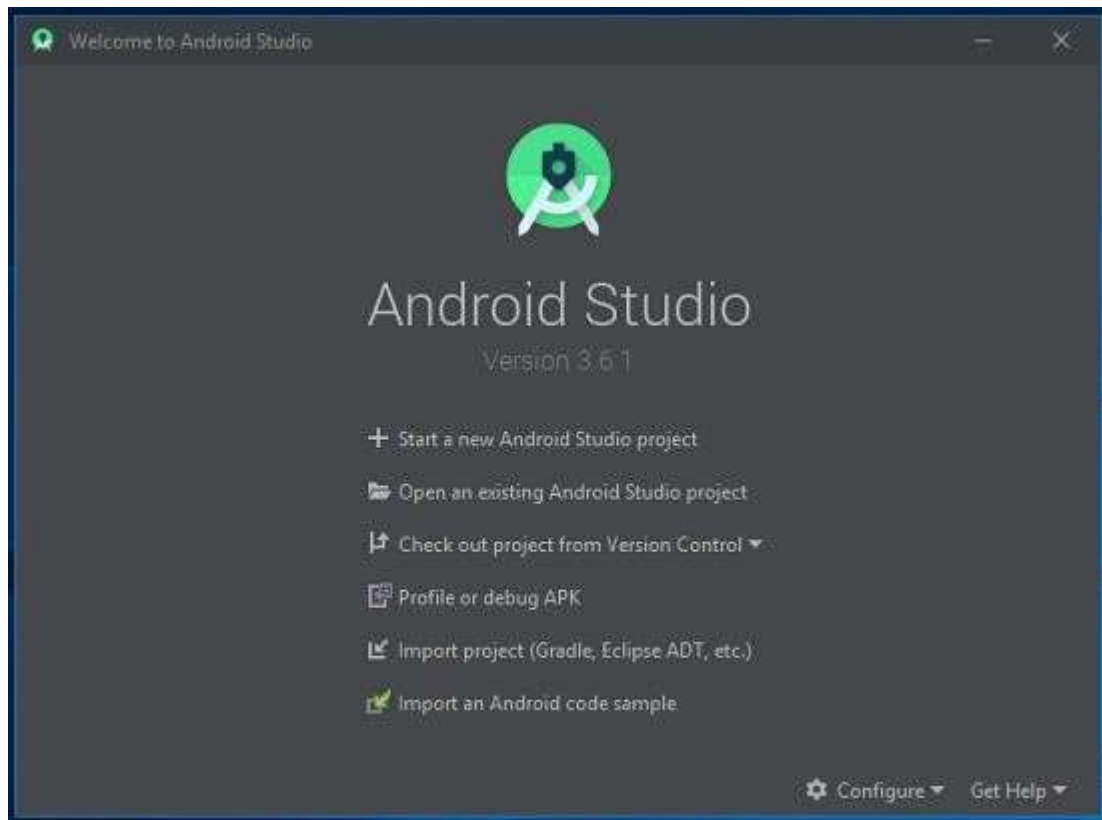 Welcome to Android Studio
Android Studio
Version 3.6.1
Start a new Android Studio project
Open an existing Android Studio project
Check out project from Version Control
Profile or debug APK
Import project (Gradle, Eclipse ADT, etc.)
Import an Android code sample
Configure Get Help